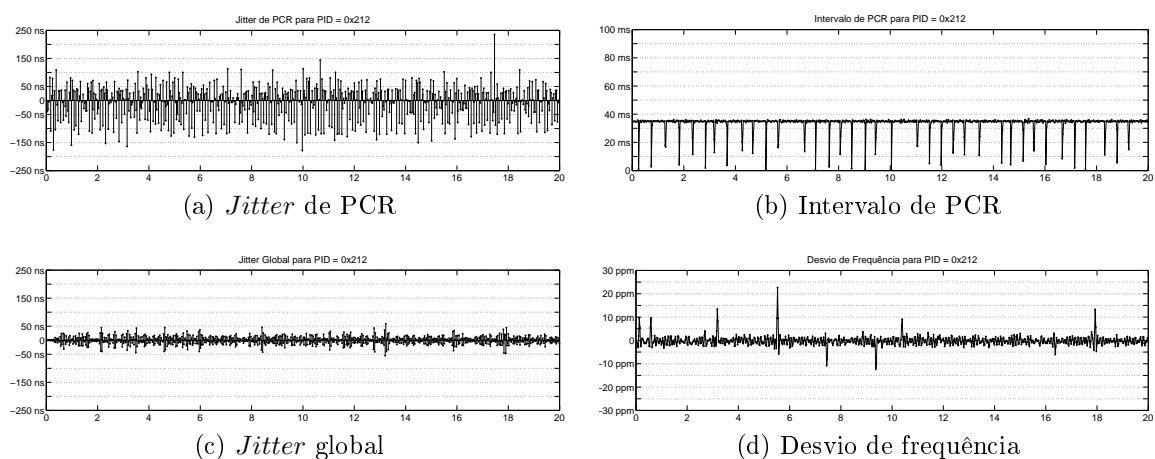 Jitter de PCR para PID = 0x212
250 ns
150 ns
50 ns
0
−50 ns
−150 ns
−250 ns
0 2 4 6 8 10 12 14 16 18 20
(a) Jitter de PCR
Intervalo de PCR para PID = 0x212
100 ms
80 ms
60 ms
40 ms
20 ms
0
0 2 4 6 8 10 12 14 16 18 20
(b) Intervalo de PCR
Jitter Global para PID = 0x212
250 ns
150 ns
50 ns
0
−50 ns
−150 ns
−250 ns
0 2 4 6 8 10 12 14 16 18 20
(c) Jitter global
Desvio de Frequência para PID = 0x212
30 ppm
20 ppm
10 ppm
0
-10 ppm
-20 ppm
-30 ppm
0 2 4 6 8 10 12 14 16 18 20
(d) Desvio de frequência